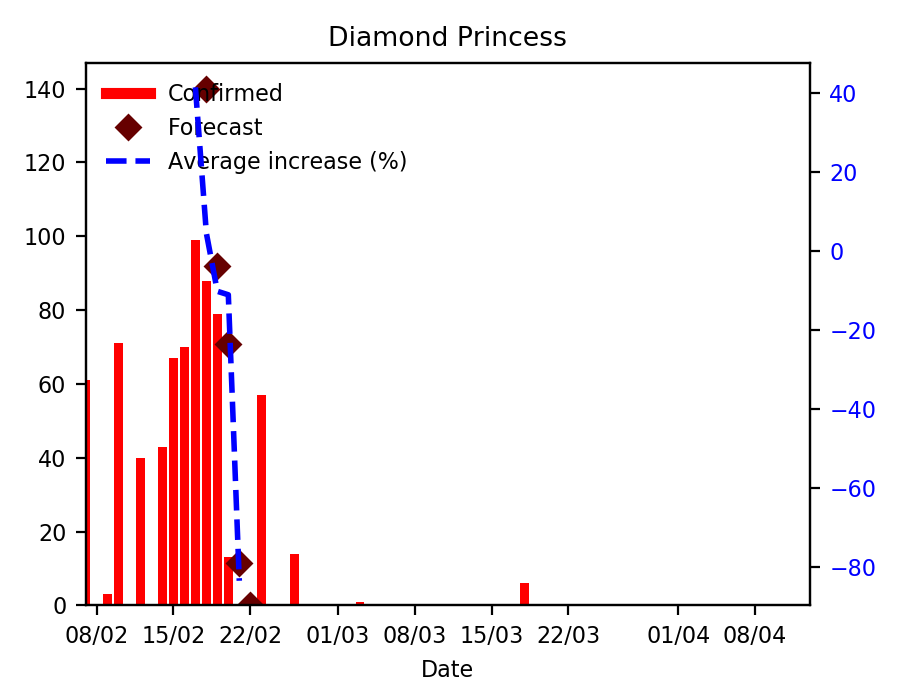 Diamond Princess
Confirmed
Forecast
Average increase (%)
140
120
100
80
60
40
20
0
40
20
0
−20
−40
−60
−80
08/02 15/02 22/02 01/03 08/03 15/03 22/03 01/04 08/04
Date